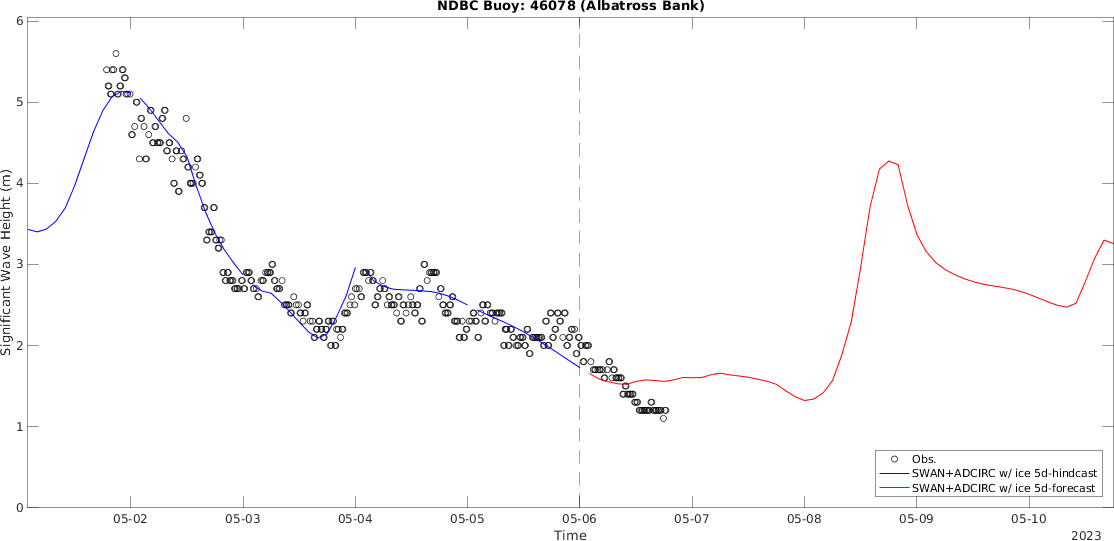 NDBC Buoy: 46078 (Albatross Bank)
Significant Wave Height (m)
6
5
4
3
2
1
0
Obs.
SWAN+ADCIRC w/ ice 5d-hindcast
SWAN+ADCIRC w/ ice 5d-forecast
05-02 05-03 05-04 05-05 05-06 05-07 05-08 05-09 05-10
Time
2023